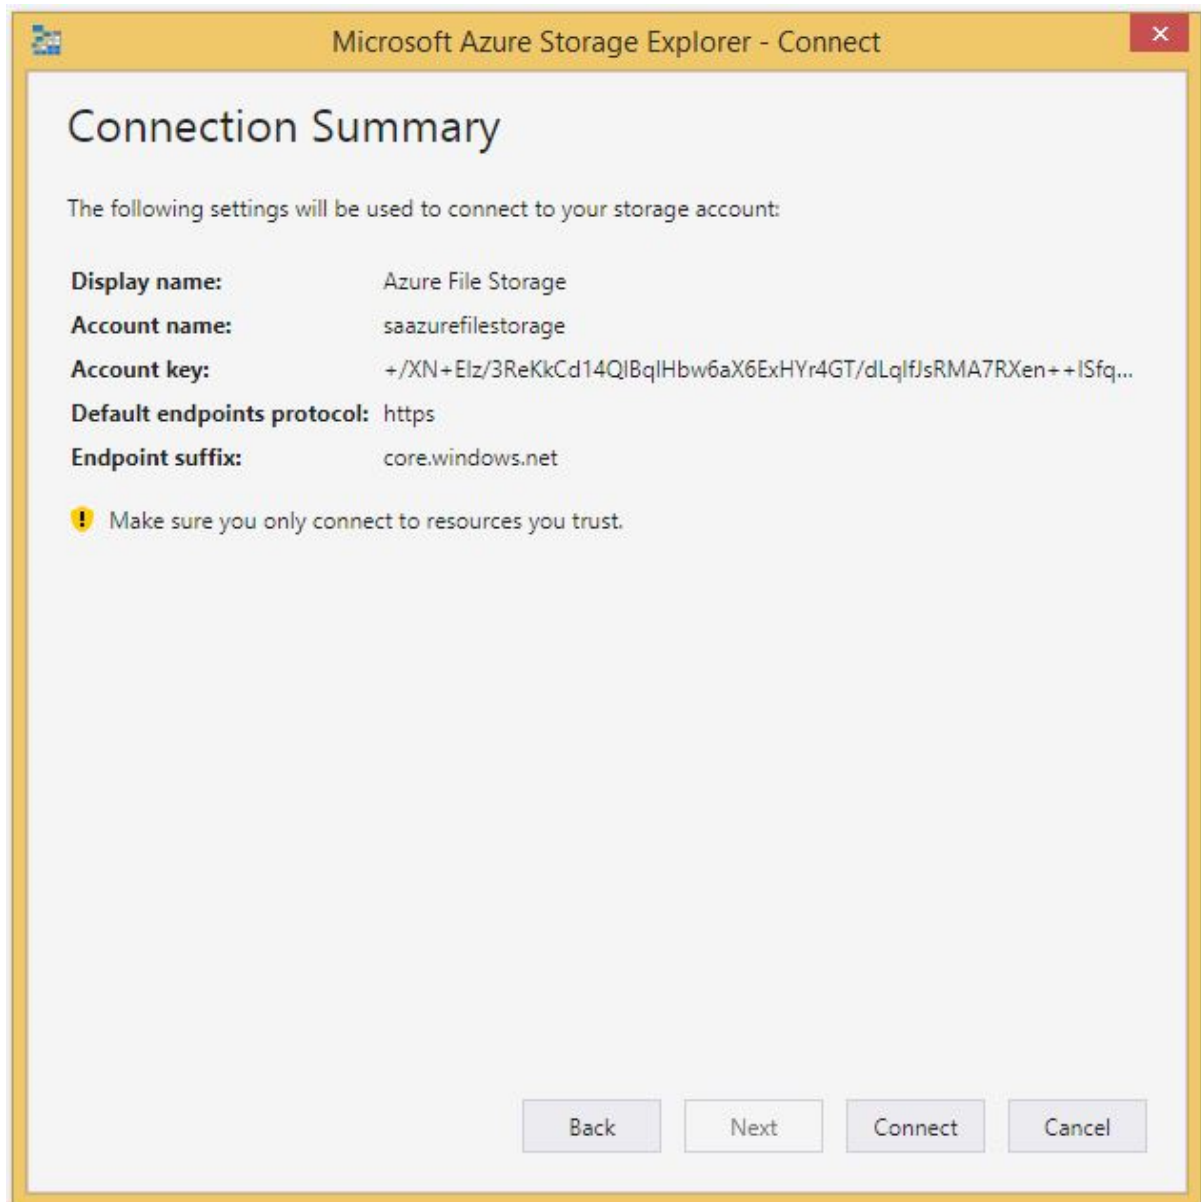 Microsoft Azure Storage Explorer - Connect
Connection Summary
The following settings will be used to connect to your storage account:
Display name: Azure File Storage
Account name: saazurefilestorage
Account key: +/XN+Elz/3ReKkCd14QIBqlHbw6aX6ExHYr4GT/dLqlfJsRMA7RXen++ISfq...
Default endpoints protocol: https
Endpoint suffix: core.windows.net
Make sure you only connect to resources you trust.
Back Next Connect Cancel